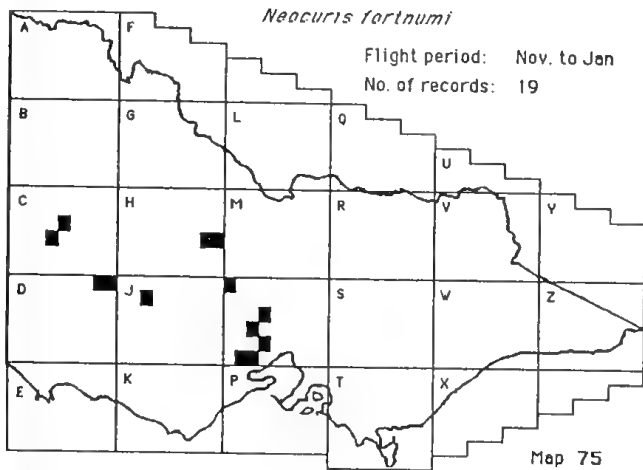 Neocuris fortnumi
Flight period: Nov. to Jan
No. of records: 19
A F
B G L Q
U
C H M R V Y
D J S W Z
E K P T X
Map 75